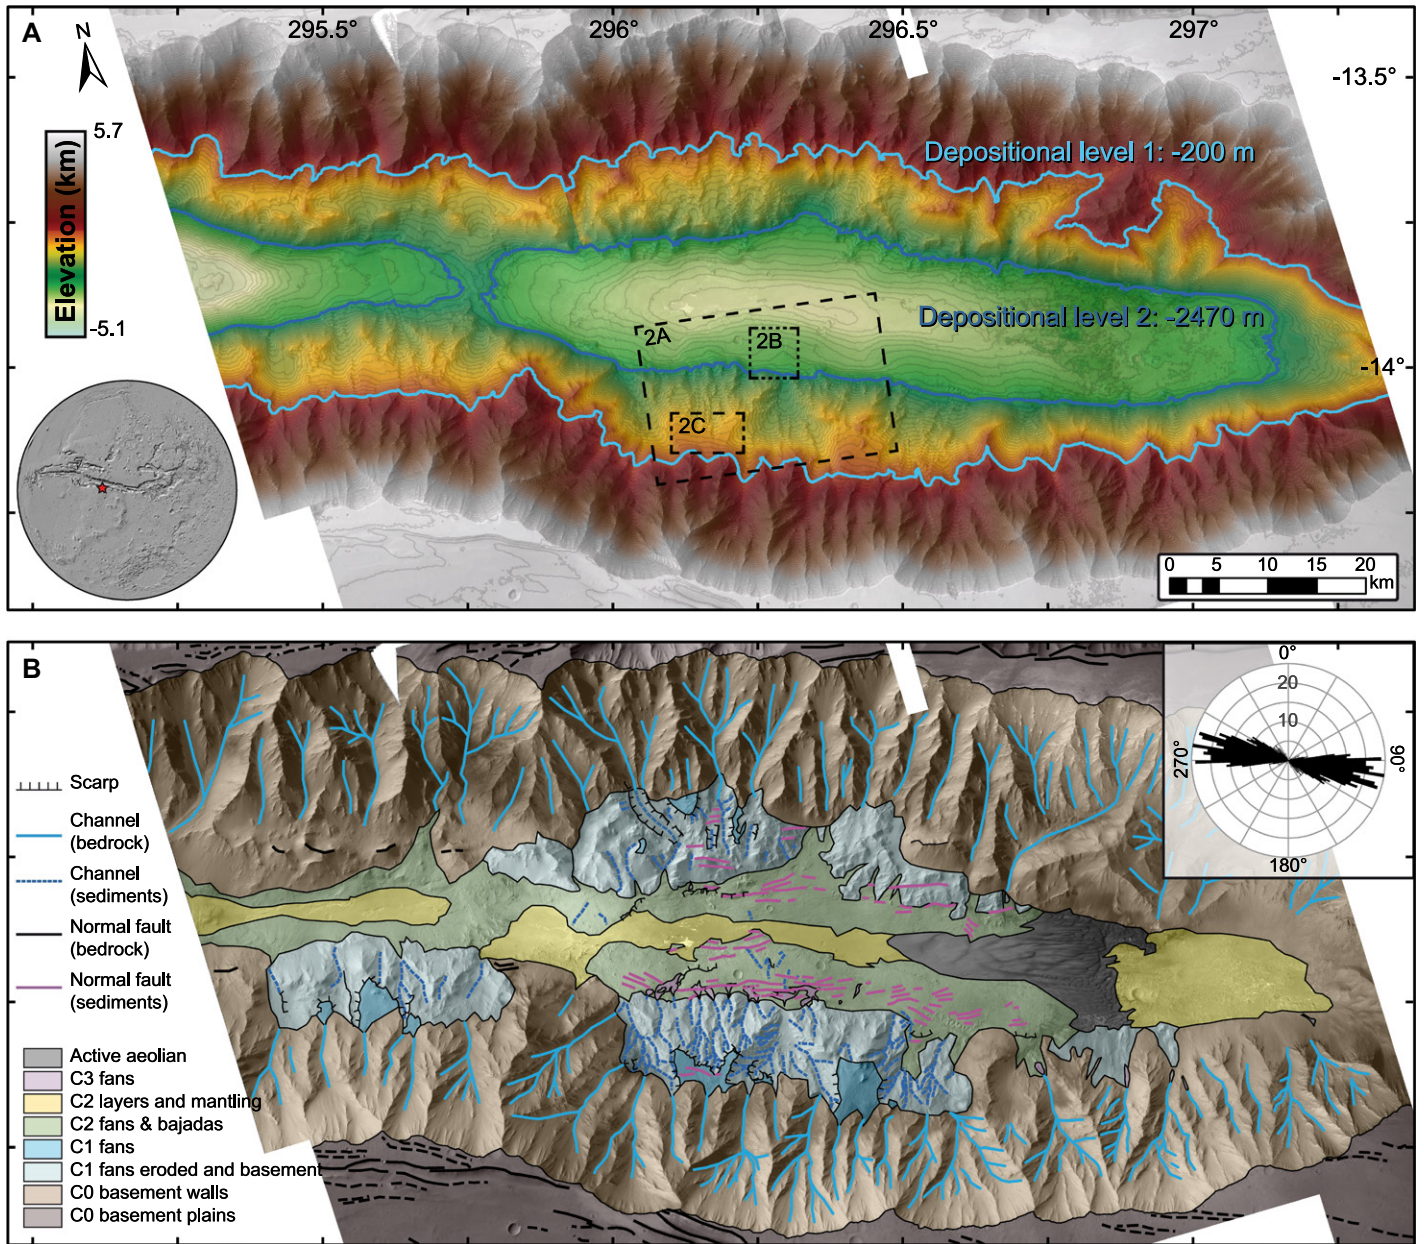 A
N
295.5°
296°
296.5°
297°
-13.5°
-14°
5.7
Elevation (km)
-5.1
Depositional level 1: -200 m
Depositional level 2: -2470 m
2A
2B
2C
0 5 10 15 20
km
B
Scarp
Channel
(bedrock)
Channel
(sediments)
Normal fault
(bedrock)
Normal fault
(sediments)
Active aeolian
C3 fans
C2 layers and mantling
C2 fans & bajadas
C1 fans
C1 fans eroded and basement
C0 basement walls
C0 basement plains
0°
20
10
270°
90°
180°